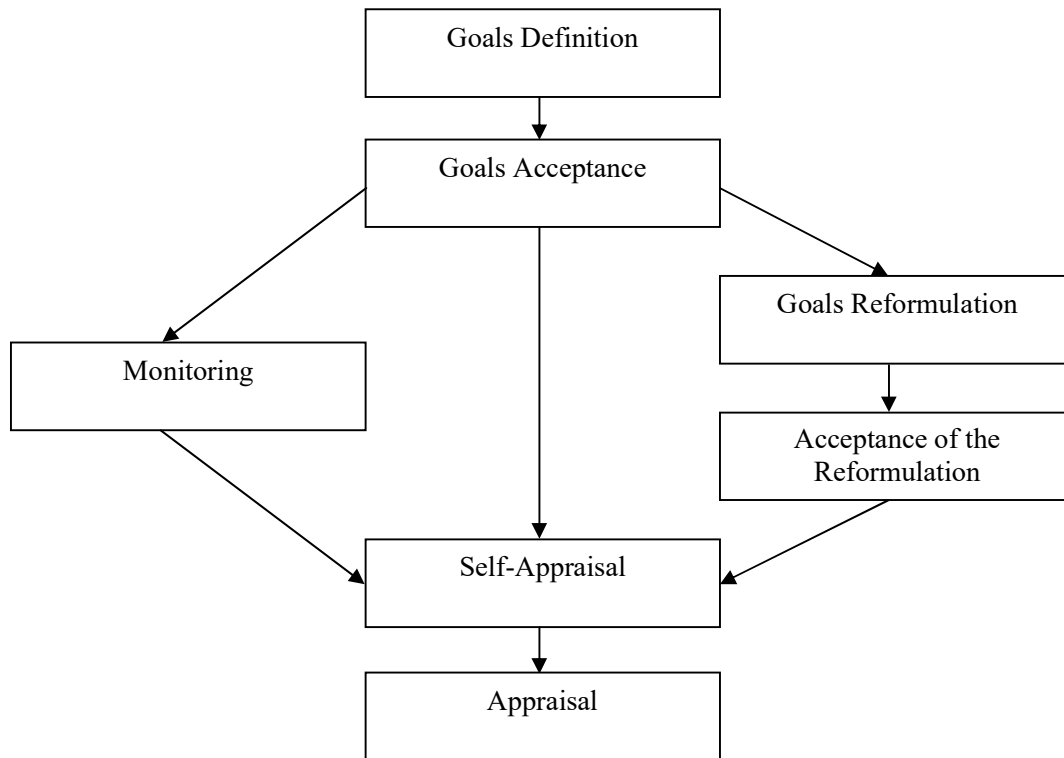 Goals Definition
Goals Acceptance
Goals Reformulation
Monitoring
Acceptance of the
Reformulation
Self-Appraisal
Appraisal